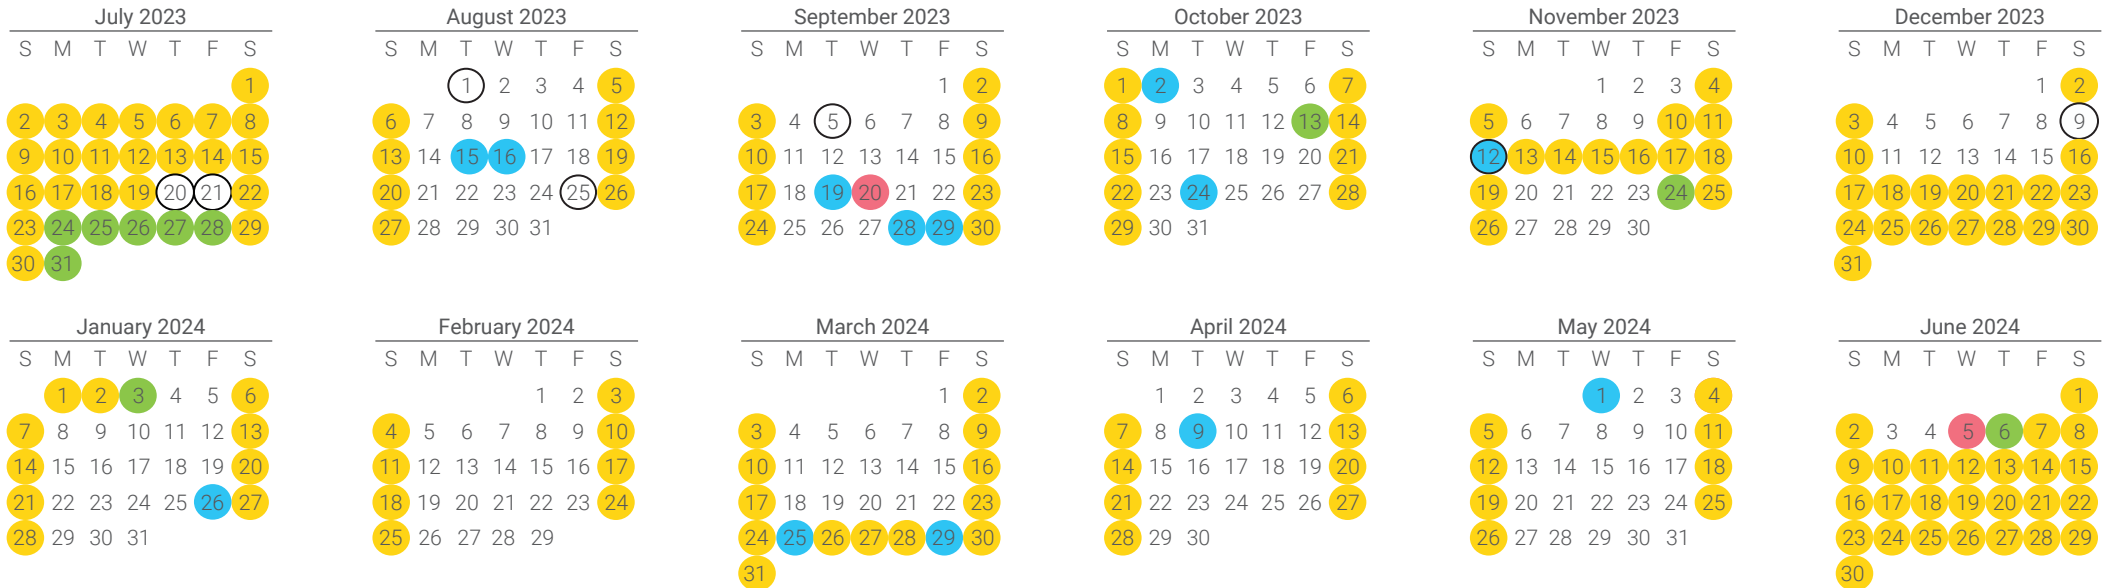 July 2023
S M T W T F S
1
2 3 4 5 6 7 8
9 10 11 12 13 14 15
16 17 18 19 20 21 22
23 24 25 26 27 28 29
30 31
August 2023
S M T W T F S
1 2 3 4 5
6 7 8 9 10 11 12
13 14 15 16 17 18 19
20 21 22 23 24 25 26
27 28 29 30 31
September 2023
S M T W T F S
1 2
3 4 5 6 7 8 9
10 11 12 13 14 15 16
17 18 19 20 21 22 23
24 25 26 27 28 29 30
October 2023
S M T W T F S
1 2 3 4 5 6 7
8 9 10 11 12 13 14
15 16 17 18 19 20 21
22 23 24 25 26 27 28
29 30 31
November 2023
S M T W T F S
1 2 3 4
5 6 7 8 9 10 11
12 13 14 15 16 17 18
19 20 21 22 23 24 25
26 27 28 29 30
December 2023
S M T W T F S
1 2
3 4 5 6 7 8 9
10 11 12 13 14 15 16
17 18 19 20 21 22 23
24 25 26 27 28 29 30
31
January 2024
S M T W T F S
1 2 3 4 5 6
7 8 9 10 11 12 13
14 15 16 17 18 19 20
21 22 23 24 25 26 27
28 29 30 31
February 2024
S M T W T F S
1 2 3
4 5 6 7 8 9 10
11 12 13 14 15 16 17
18 19 20 21 22 23 24
25 26 27 28 29
March 2024
S M T W T F S
1 2
3 4 5 6 7 8 9
10 11 12 13 14 15 16
17 18 19 20 21 22 23
24 25 26 27 28 29 30
31
April 2024
S M T W T F S
1 2 3 4 5 6
7 8 9 10 11 12 13
14 15 16 17 18 19 20
21 22 23 24 25 26 27
28 29 30
May 2024
S M T W T F S
1 2 3 4
5 6 7 8 9 10 11
12 13 14 15 16 17 18
19 20 21 22 23 24 25
26 27 28 29 30 31
June 2024
S M T W T F S
1
2 3 4 5 6 7 8
9 10 11 12 13 14 15
16 17 18 19 20 21 22
23 24 25 26 27 28 29
30